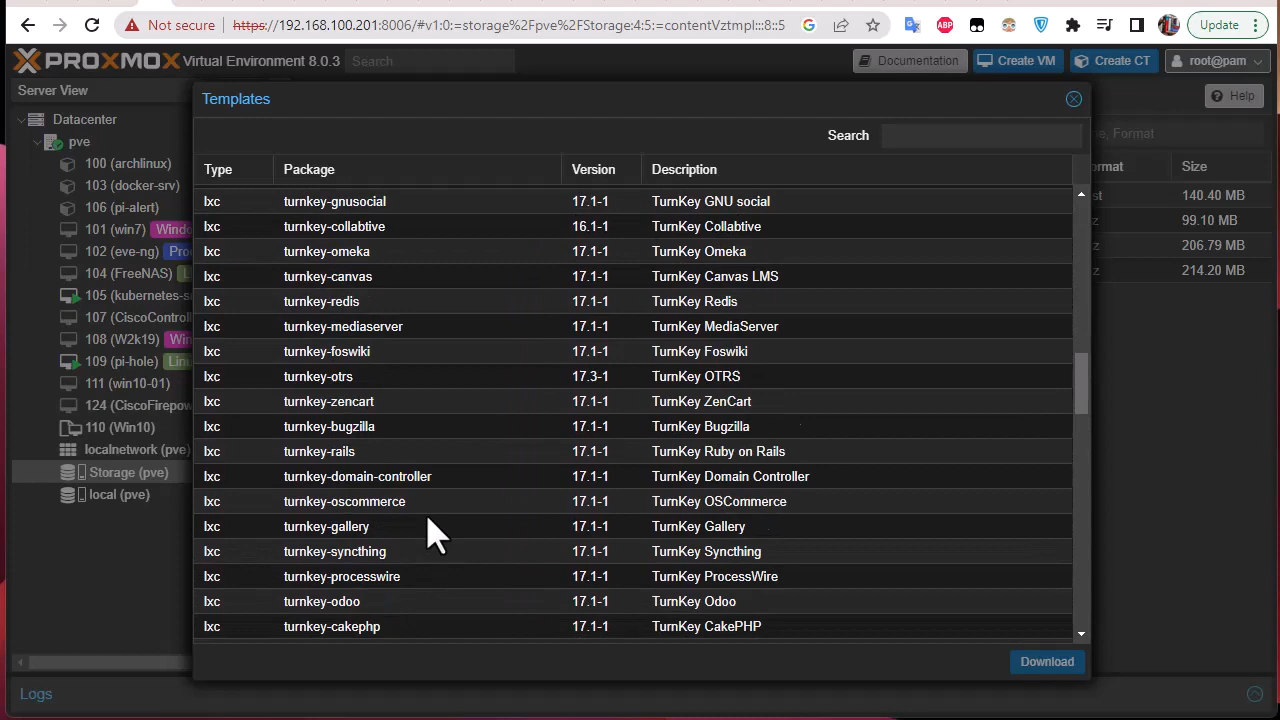 Not secure https://192.168.100.201:8006/#v1:0:=storage%2Fpve%2FStorage:4:5:=contentVztmpl:::8:5 ABP Update
PROXMOX Virtual Environment 8.0.3 Search Documentation Create VM Create CT root@pam
Server View
Help
Datacenter
pve
100 (archlinux)
103 (docker-srv)
106 (pi-alert)
101 (win7)
102 (eve-ng)
104 (FreeNAS)
105 (kubernetes-s
107 (CiscoControl
108 (W2k19)
109 (pi-hole)
111 (win10-01)
124 (CiscoFirepow
110 (Win10)
localnetwork (pve)
Storage (pve)
local (pve)
Templates
Search
Type Package Version Description
lxc turnkey-gnusocial 17.1-1 TurnKey GNU social
lxc turnkey-collabtive 16.1-1 TurnKey Collabtive
lxc turnkey-omeka 17.1-1 TurnKey Omeka
lxc turnkey-canvas 17.1-1 TurnKey Canvas LMS
lxc turnkey-redis 17.1-1 TurnKey Redis
lxc turnkey-mediaserver 17.1-1 TurnKey MediaServer
lxc turnkey-foswiki 17.1-1 TurnKey Foswiki
lxc turnkey-otrs 17.3-1 TurnKey OTRS
lxc turnkey-zencart 17.1-1 TurnKey ZenCart
lxc turnkey-bugzilla 17.1-1 TurnKey Bugzilla
lxc turnkey-rails 17.1-1 TurnKey Ruby on Rails
lxc turnkey-domain-controller 17.1-1 TurnKey Domain Controller
lxc turnkey-oscommerce 17.1-1 TurnKey OSCommerce
lxc turnkey-gallery 17.1-1 TurnKey Gallery
lxc turnkey-syncthing 17.1-1 TurnKey Syncthing
lxc turnkey-processwire 17.1-1 TurnKey ProcessWire
lxc turnkey-odoo 17.1-1 TurnKey Odoo
lxc turnkey-cakephp 17.1-1 TurnKey CakePHP
Download
e, Format
ormat Size
st 140.40 MB
z 99.10 MB
z 206.79 MB
z 214.20 MB
Logs